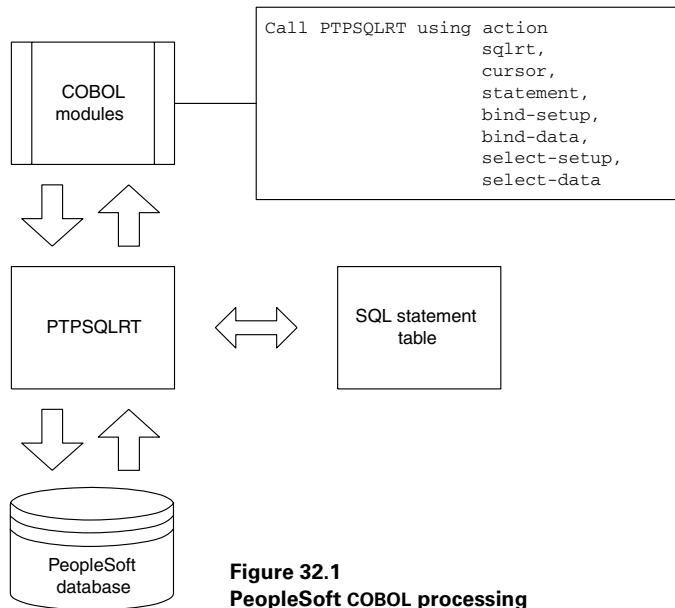 Call PTPSQLRT using action
sqlrt,
cursor,
statement,
bind-setup,
bind-data,
select-setup,
select-data
COBOL
modules
PTPSQLRT
SQL statement
table
PeopleSoft
database
Figure 32.1
PeopleSoft COBOL processing